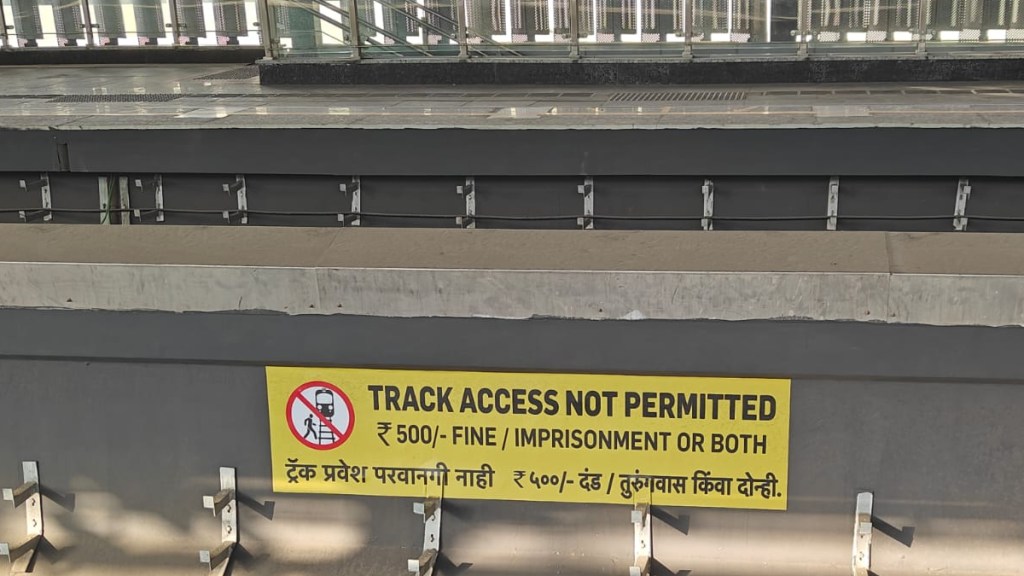 TRACK ACCESS NOT PERMITTED
₹ 500/- FINE / IMPRISONMENT OR BOTH
ट्रॅक प्रवेश परवानगी नाही ₹ ५००/- दंड / तुरुंगवास किंवा दोन्ही.